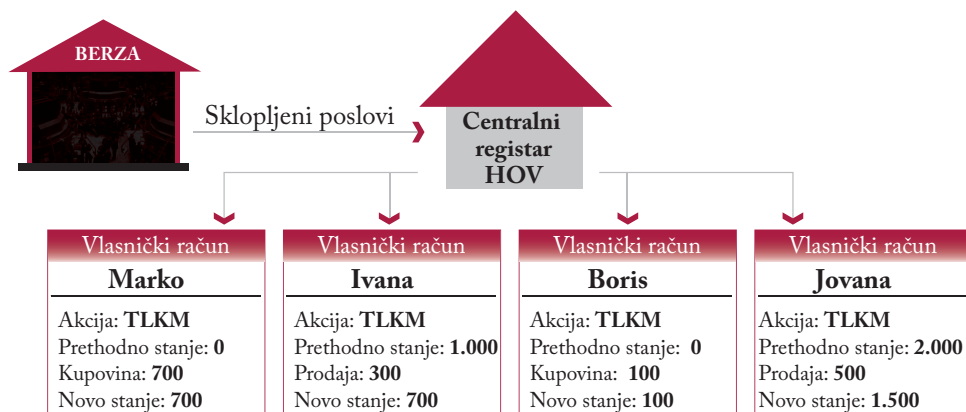 BERZA
Sklopljeni poslovi
Centralni
registar
HOV
Vlasnički račun
Marko
Akcija: TLKM
Prethodno stanje: 0
Kupovina: 700
Novo stanje: 700
Vlasnički račun
Ivana
Akcija: TLKM
Prethodno stanje: 1.000
Prodaja: 300
Novo stanje: 700
Vlasnički račun
Boris
Akcija: TLKM
Prethodno stanje: 0
Kupovina: 100
Novo stanje: 100
Vlasnički račun
Jovana
Akcija: TLKM
Prethodno stanje: 2.000
Prodaja: 500
Novo stanje: 1.500